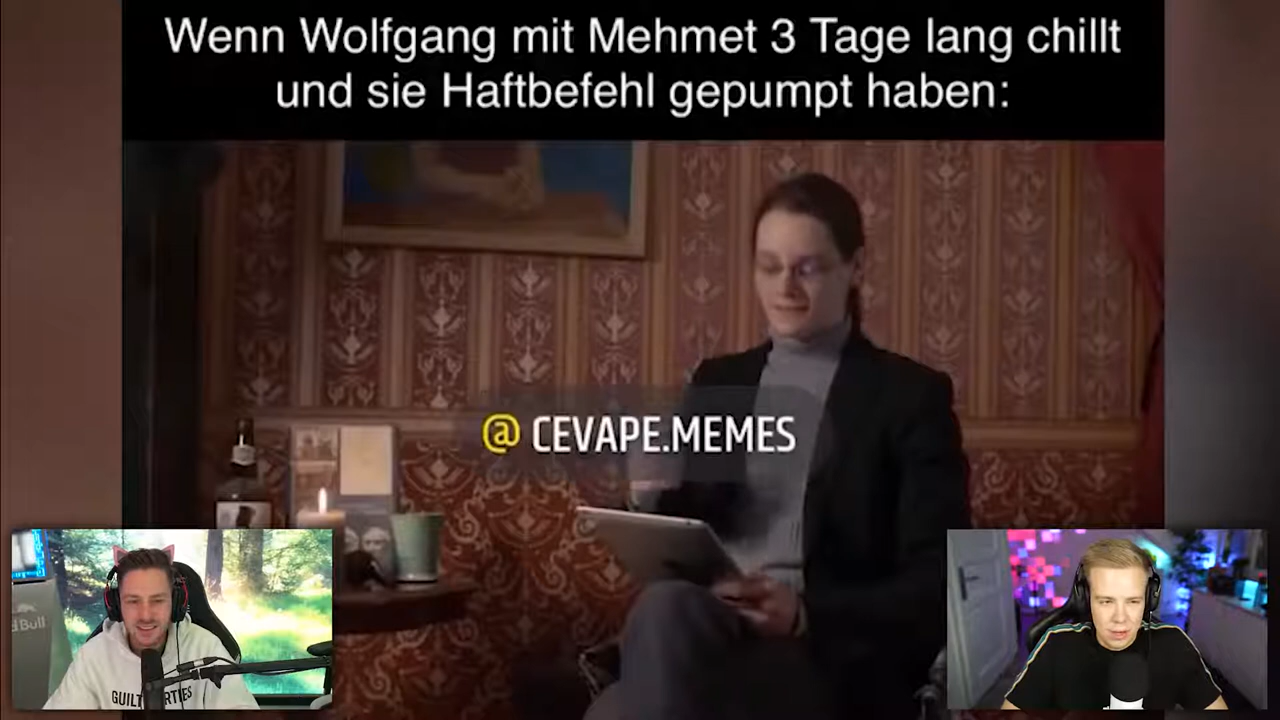 Wenn Wolfgang mit Mehmet 3 Tage lang chillt
und sie Haftbefehl gepumpt haben:
@ CEVAPE.MEMES